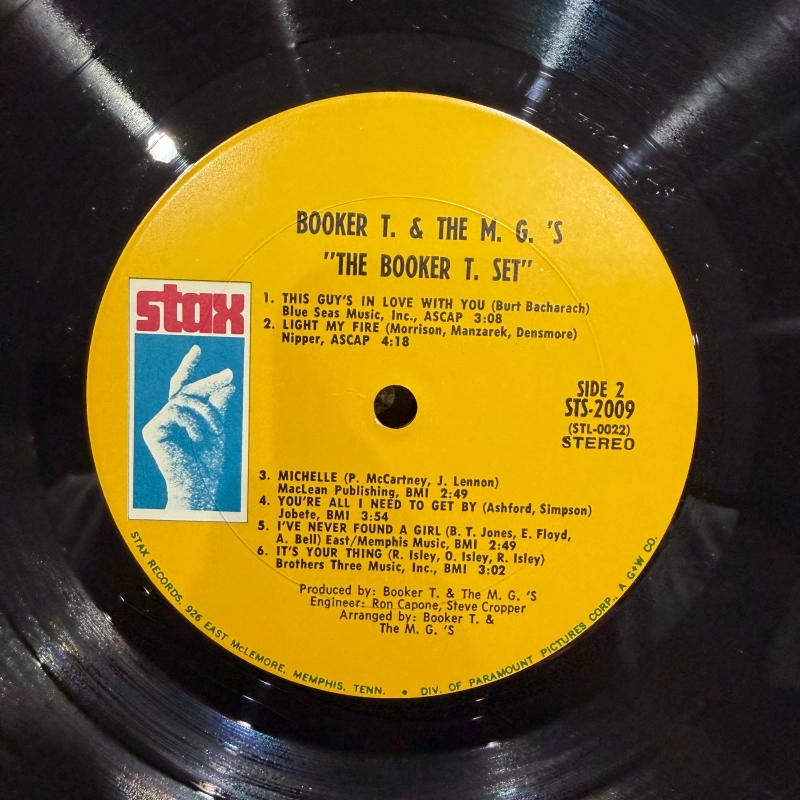 BOOKER T. & THE M. G. 'S
"THE BOOKER T. SET"
stax
1. THIS GUY'S IN LOVE WITH YOU (Burt Bacharach)
Blue Seas Music, Inc., ASCAP 3:08
2. LIGHT MY FIRE (Morrison, Manzarek, Densmore)
Nipper, ASCAP 4:18
SIDE 2
STS-2009
(STL-0022)
STEREO
3. MICHELLE (P. McCartney, J. Lennon)
MacLean Publishing, BMI 2:49
4. YOU'RE ALL I NEED TO GET BY (Ashford, Simpson)
Jobete, BMI 3:54
5. I'VE NEVER FOUND A GIRL (B. T. Jones, E. Floyd,
A. Bell) East/Memphis Music, BMI 2:49
6. IT'S YOUR THING (R. Isley, O. Isley, R. Isley)
Brothers Three Music, Inc., BMI 3:02
Produced by: Booker T. & The M. G. 'S
Engineer: Ron Capone, Steve Cropper
Arranged by: Booker T. &
The M. G. 'S
STAX RECORDS, 926 EAST McLEMORE, MEMPHIS, TENN. • DIV. OF PARAMOUNT PICTURES CORP., A G+W CO.